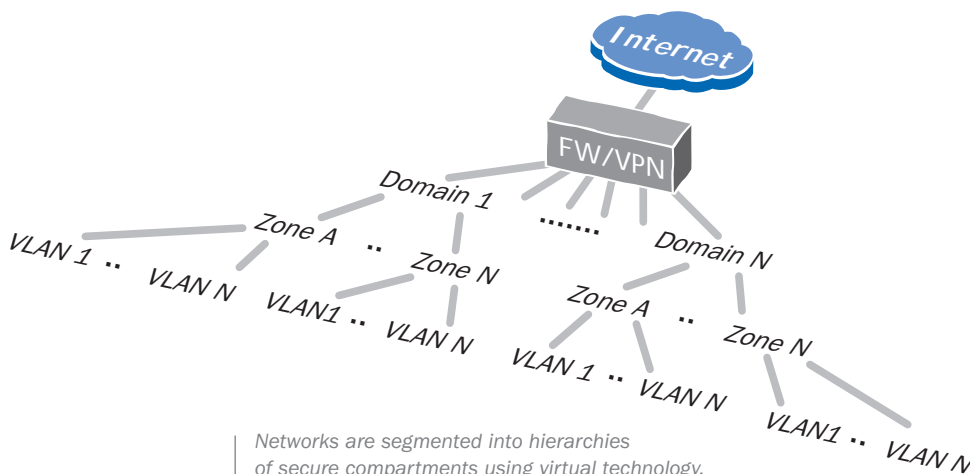 Internet
FW/VPN
Domain 1
.......
Domain N
Zone A
..
Zone N
Zone A
..
Zone N
VLAN 1
..
VLAN N
VLAN1
..
VLAN N
VLAN 1
..
VLAN N
VLAN1
..
VLAN N
Networks are segmented into hierarchies
of secure compartments using virtual technology.